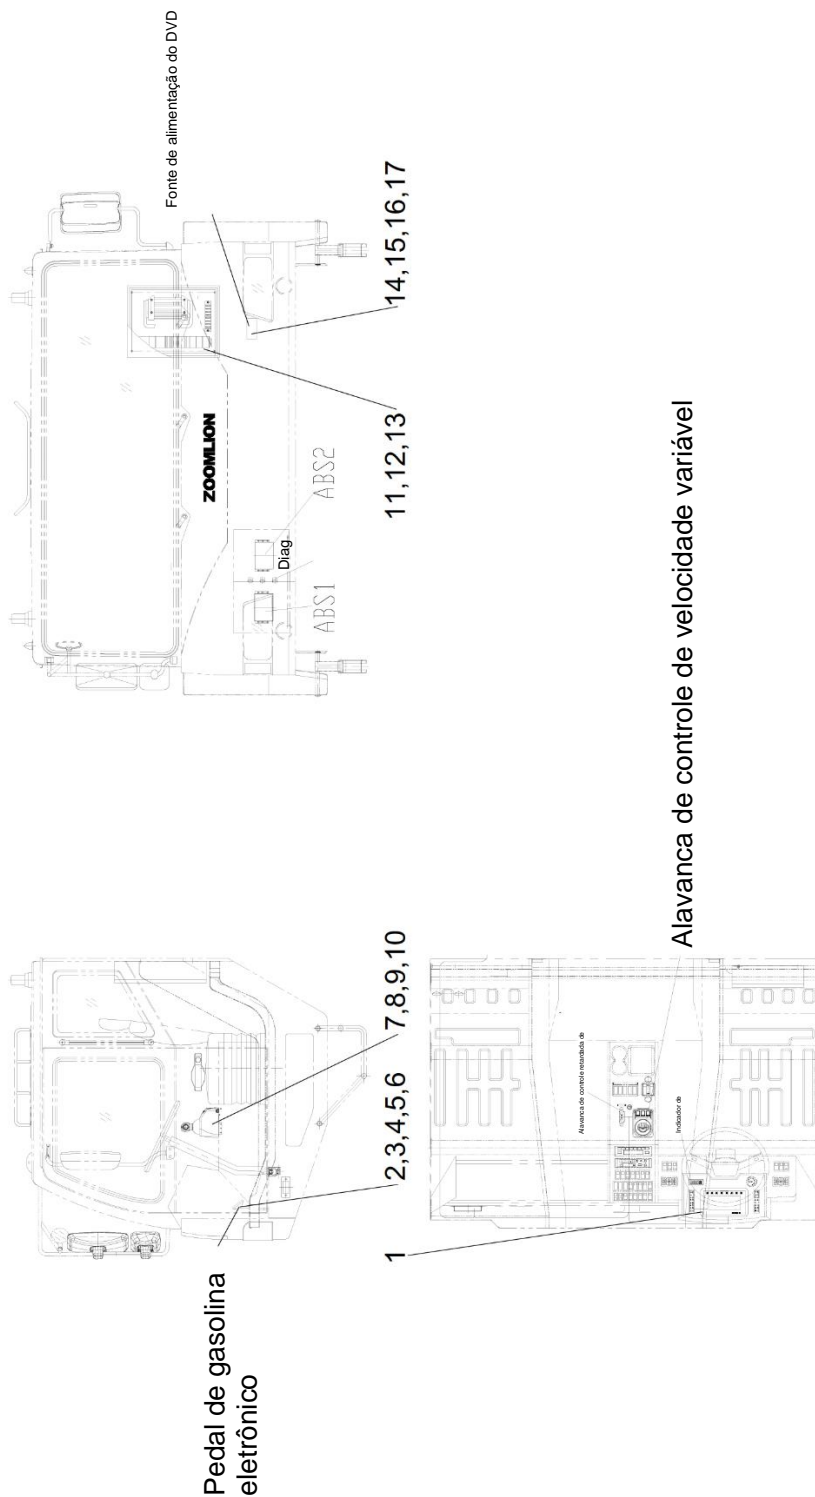 Pedal de gasolina
eletrônico
2,3,4,5,6
7,8,9,10
1
Alavanca de controle retardada de
Indicador de
Alavanca de controle de velocidade variável
ZOOMLION
Fonte de alimentação do DVD
ABS1
Diag
ABS2
11,12,13
14,15,16,17